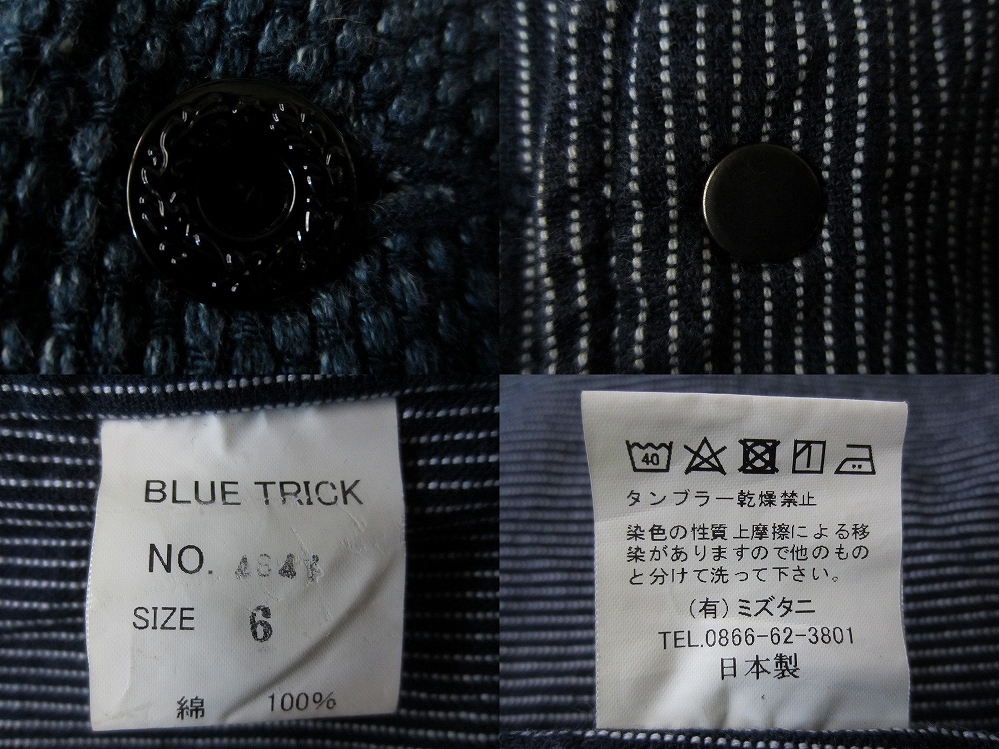 BLUE TRICK
NO.
SIZE 6
綿 100%
40
タンブラー乾燥禁止
染色の性質上摩擦による移
染がありますので他のもの
と分けて洗って下さい。
(有)ミズタニ
TEL.0866-62-3801
日本製